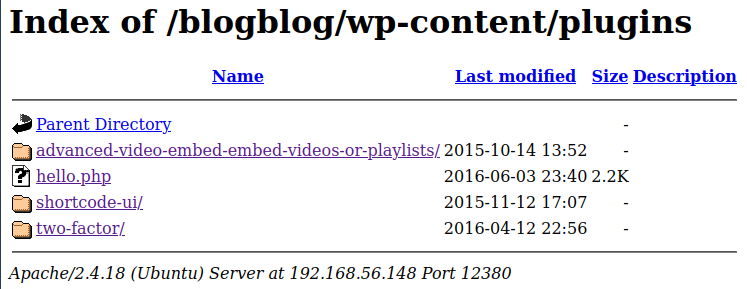 Index of /blogblog/wp-content/plugins
Name Last modified Size Description
Parent Directory -
advanced-video-embed-embed-videos-or-playlists/ 2015-10-14 13:52 -
hello.php 2016-06-03 23:40 2.2K
shortcode-ui/ 2015-11-12 17:07 -
two-factor/ 2016-04-12 22:56 -
Apache/2.4.18 (Ubuntu) Server at 192.168.56.148 Port 12380